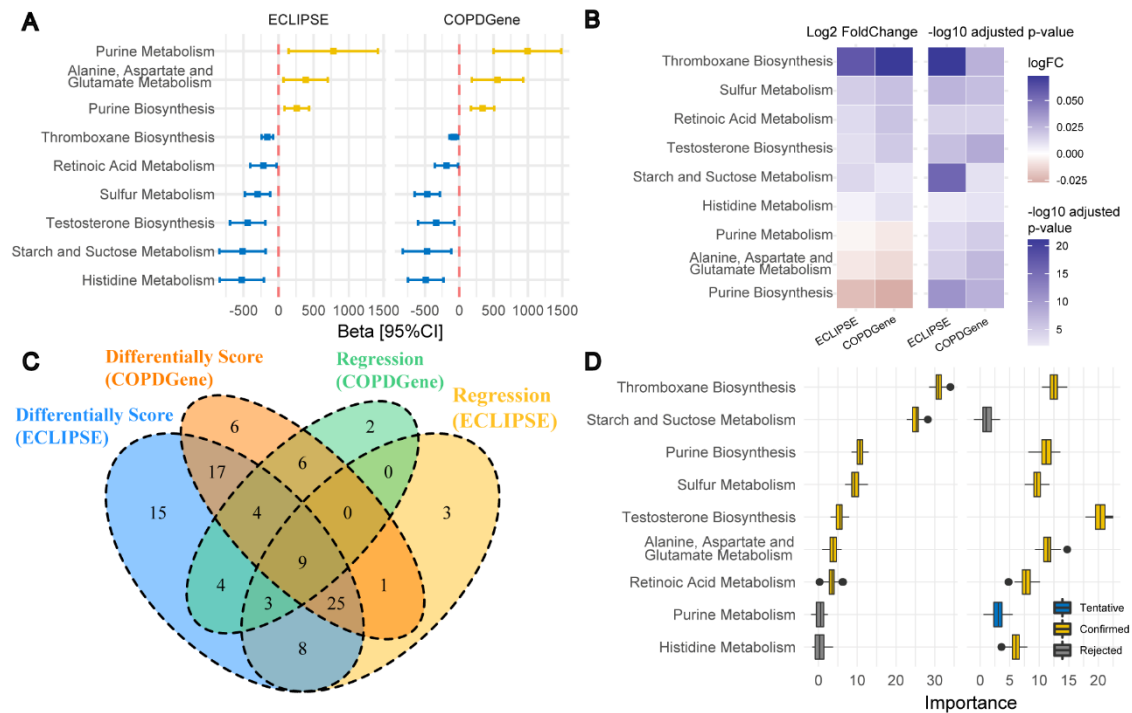 A
ECLIPSE
COPDGene
Purine Metabolism
Alanine, Aspartate and
Glutamate Metabolism
Purine Biosynthesis
Thromboxane Biosynthesis
Retinoic Acid Metabolism
Sulfur Metabolism
Testosterone Biosynthesis
Starch and Suctose Metabolism
Histidine Metabolism
-500 0 500 1000 1500 -500 0 500 1000 1500
Beta [95%CI]
B
Log2 FoldChange
-log10 adjusted p-value
Thromboxane Biosynthesis
Sulfur Metabolism
Retinoic Acid Metabolism
Testosterone Biosynthesis
Starch and Suctose Metabolism
Histidine Metabolism
Purine Metabolism
Alanine, Aspartate and
Glutamate Metabolism
Purine Biosynthesis
ECLIPSE
COPDGene
ECLIPSE
COPDGene
logFC
0.050
0.025
0.000
-0.025
-log10 adjusted
p-value
20
15
10
5
C
Differentially Score
(COPDGene)
Regression
(COPDGene)
Differentially Score
(ECLIPSE)
Regression
(ECLIPSE)
6
2
17
6
0
15
4
0
3
9
4
3
25
1
8
D
Thromboxane Biosynthesis
Starch and Suctose Metabolism
Purine Biosynthesis
Sulfur Metabolism
Testosterone Biosynthesis
Alanine, Aspartate and
Glutamate Metabolism
Retinoic Acid Metabolism
Purine Metabolism
Histidine Metabolism
Tentative
Confirmed
Rejected
0 10 20 30 0 5 10 15 20
Importance